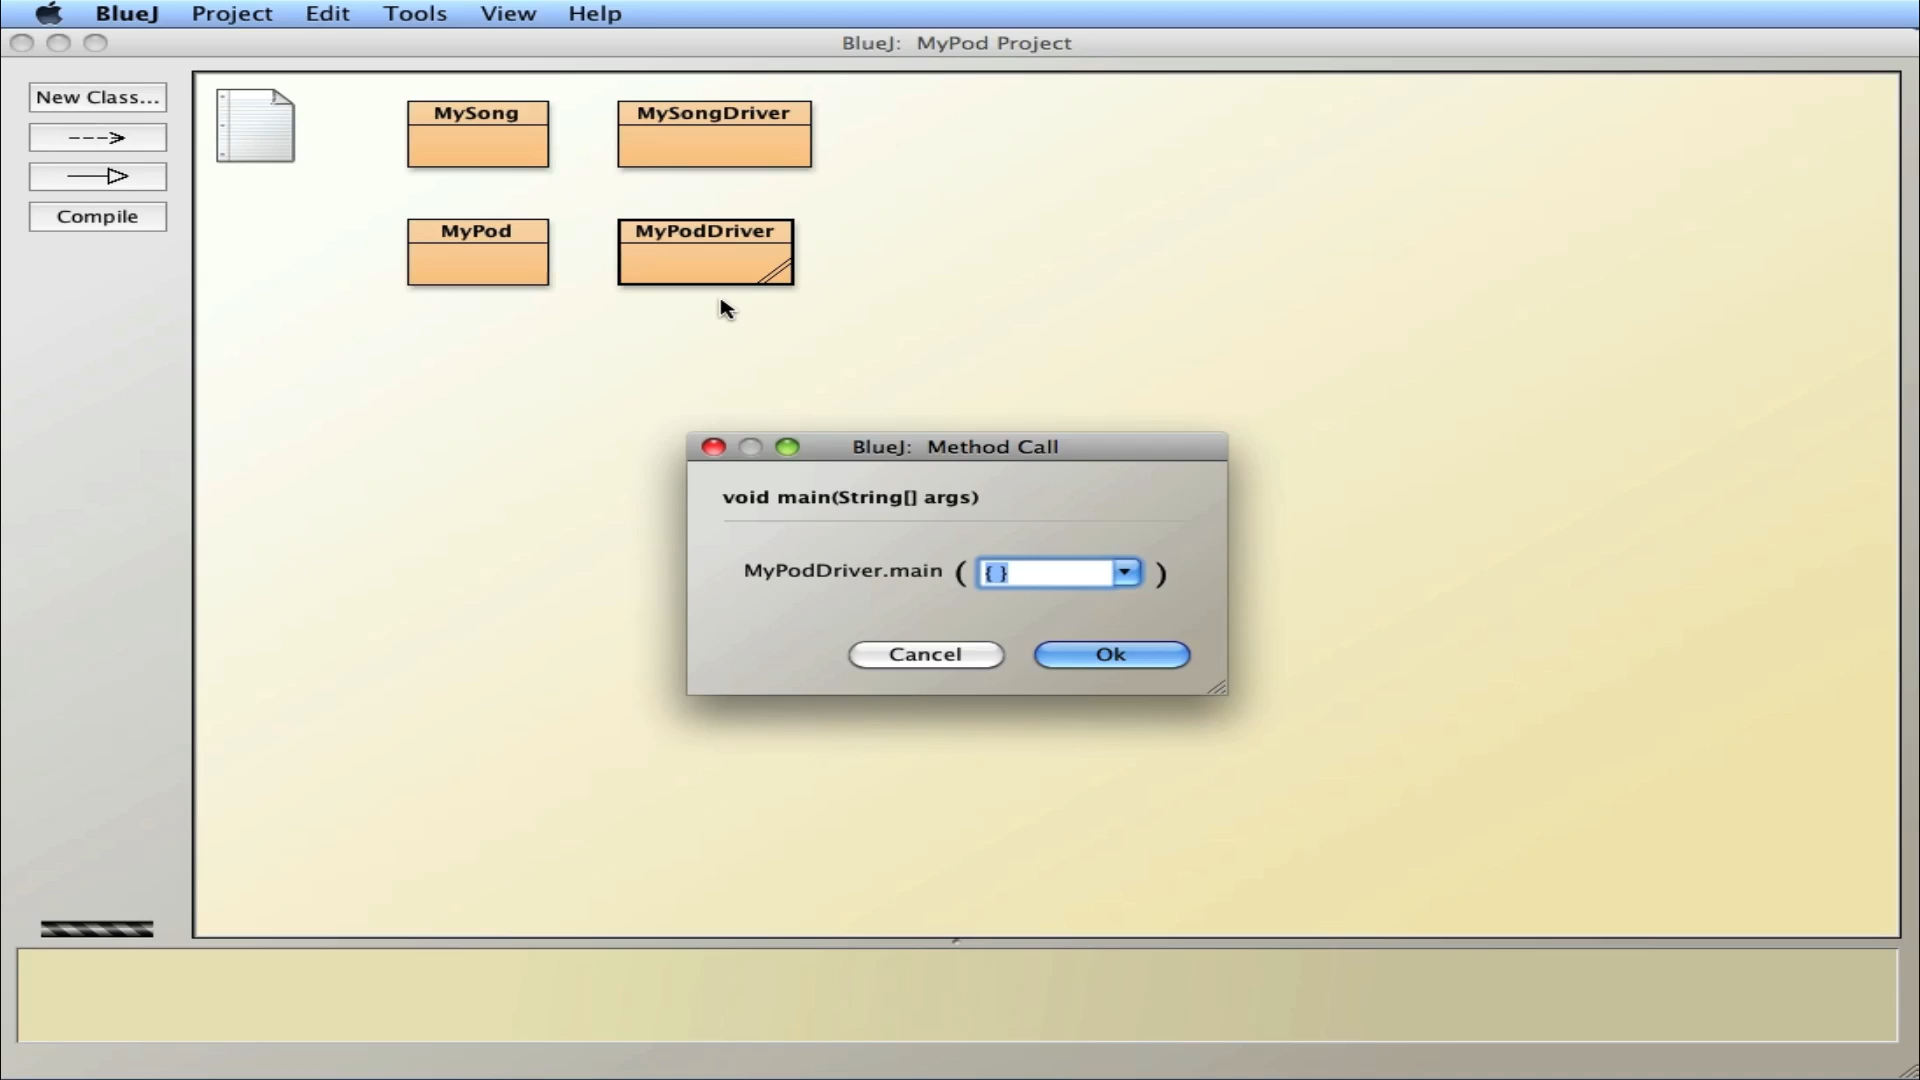 BlueJ Project Edit Tools View Help
BlueJ: MyPod Project
New Class...
Compile
MySong
MySongDriver
MyPod
MyPodDriver
BlueJ: Method Call
void main(String[] args)
MyPodDriver.main ( { } )
Cancel
Ok